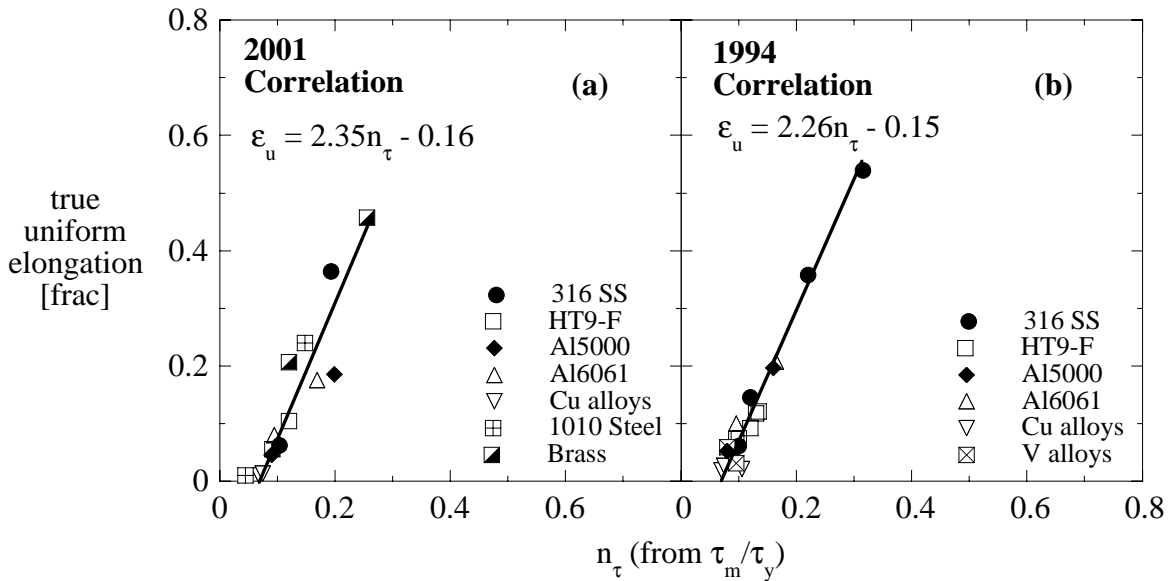 2001
Correlation
(a)
εu = 2.35nτ - 0.16
1994
Correlation
(b)
εu = 2.26nτ - 0.15
true
uniform
elongation
[frac]
0.8
0.6
0.4
0.2
0
316 SS
HT9-F
Al5000
Al6061
Cu alloys
1010 Steel
Brass
316 SS
HT9-F
Al5000
Al6061
Cu alloys
V alloys
0 0.2 0.4 0.6 0 0.2 0.4 0.6 0.8
nτ (from τm/τy)